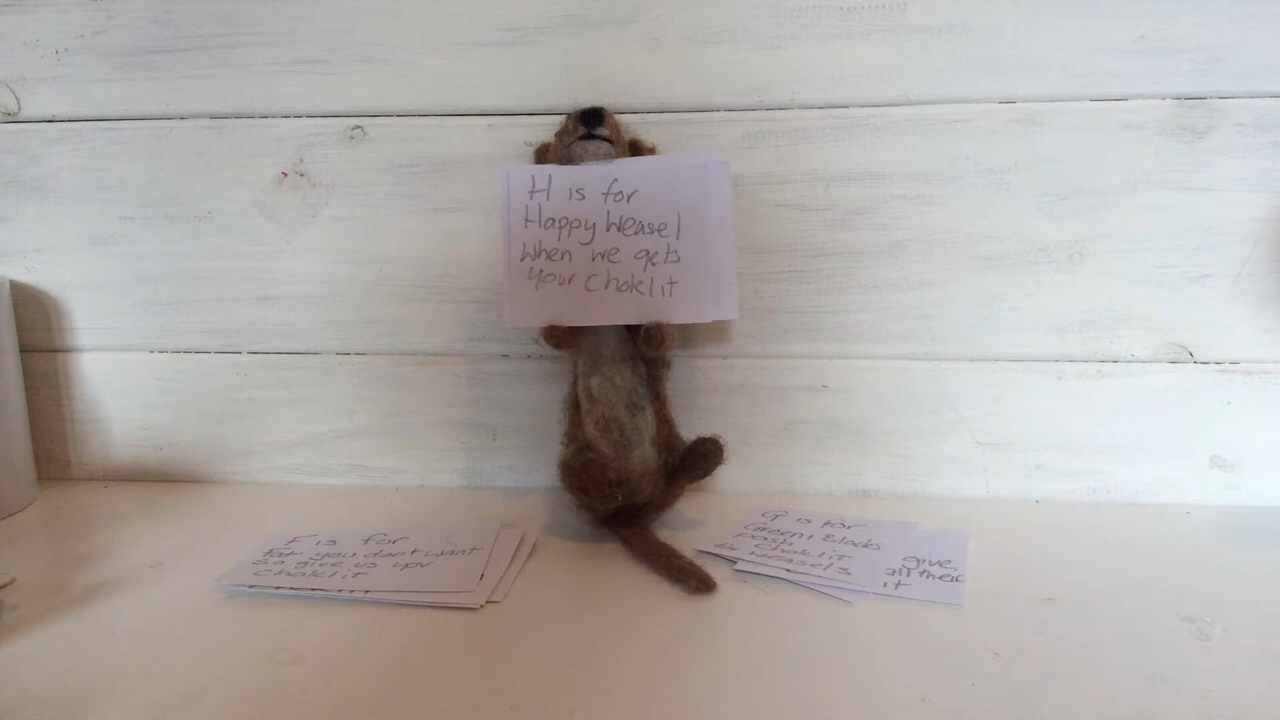 H is for
Happy Weasel
When we gets
your Choklit
F is for
Fat you dont want
so give us yor
Choklit
G is for
Green & Blacks
posh
Choklit
for weasels
give
all their
it